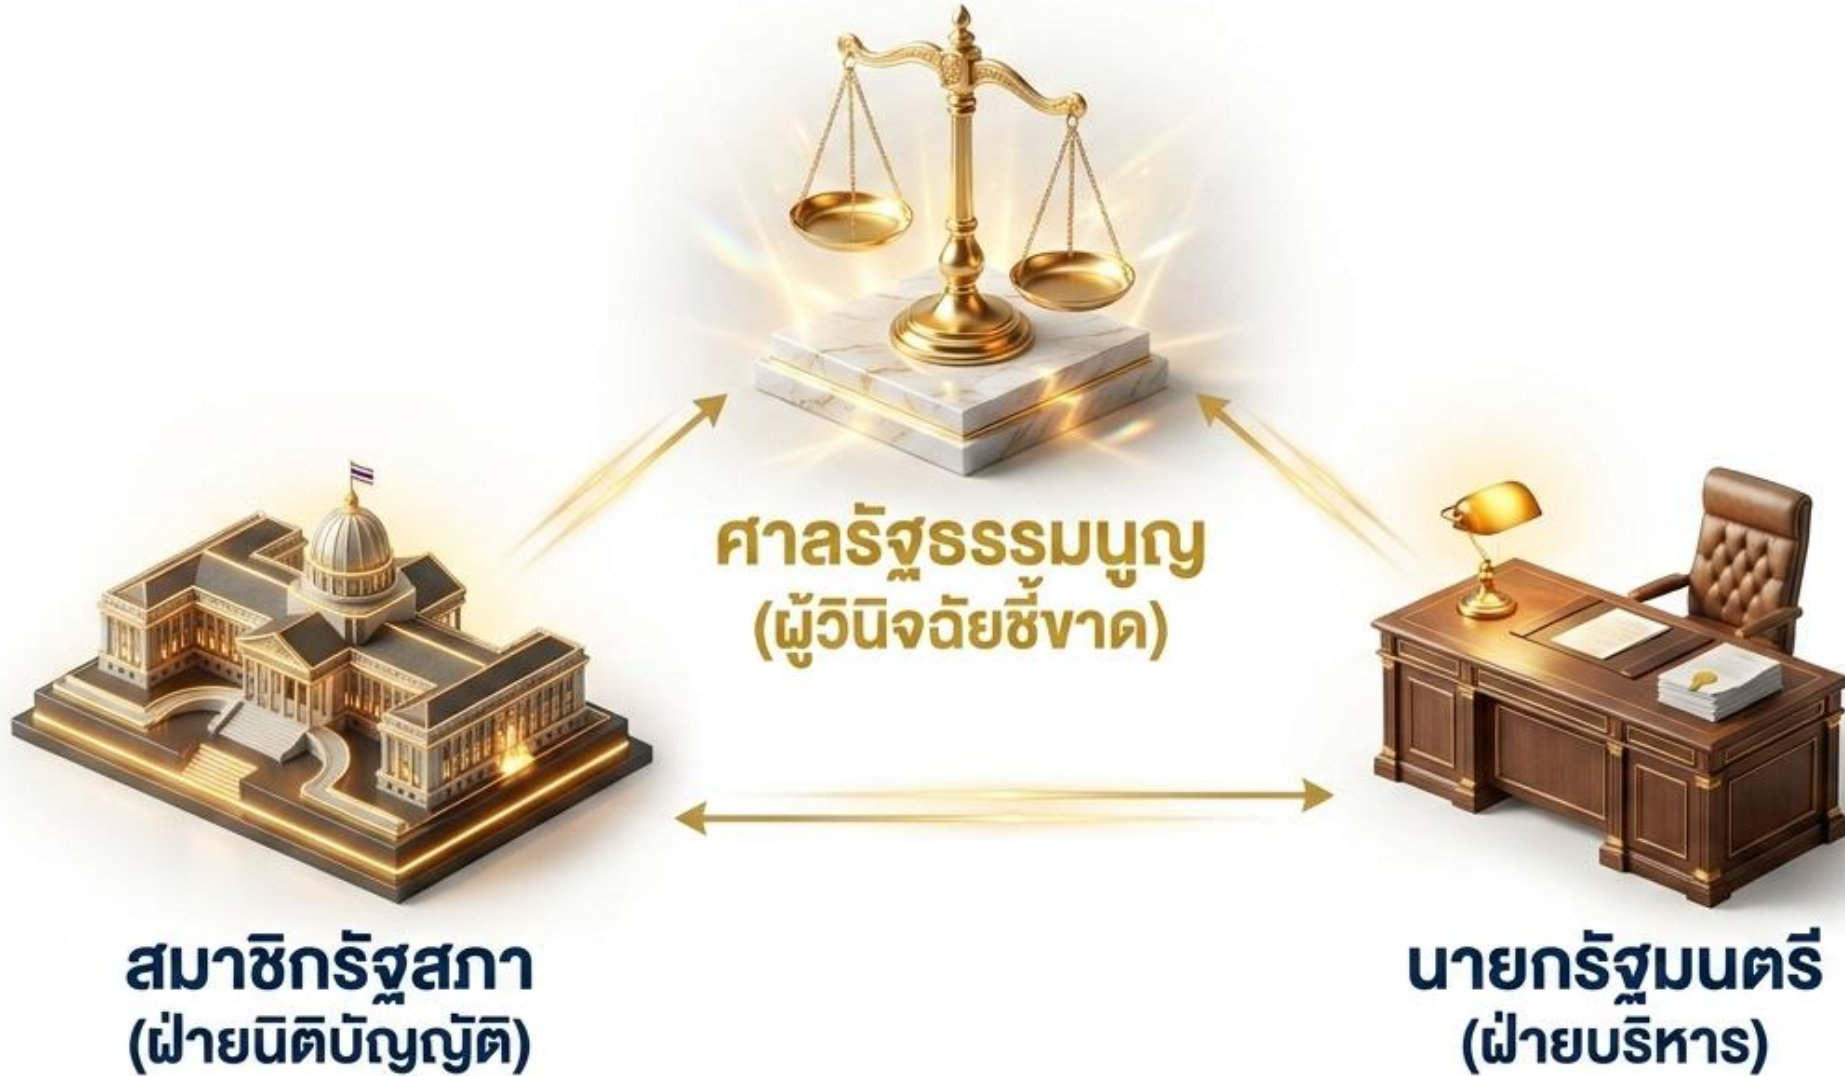 ศาลรัฐธรรมนูญ
(ผู้วินิจฉัยชี้ขาด)
สมาชิกรัฐสภา
(ฝ่ายนิติบัญญัติ)
นายกรัฐมนตรี
(ฝ่ายบริหาร)